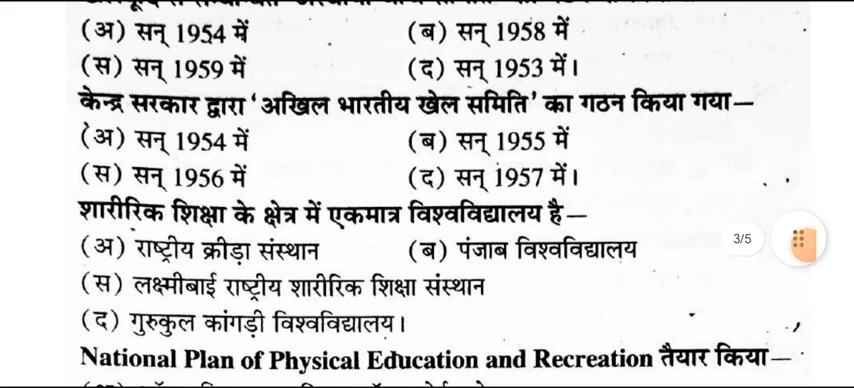 (अ) सन् 1954 में (ब) सन् 1958 में
(स) सन् 1959 में (द) सन् 1953 में।
केन्द्र सरकार द्वारा 'अखिल भारतीय खेल समिति' का गठन किया गया—
(अ) सन् 1954 में (ब) सन् 1955 में
(स) सन् 1956 में (द) सन् 1957 में।
शारीरिक शिक्षा के क्षेत्र में एकमात्र विश्वविद्यालय है—
(अ) राष्ट्रीय क्रीड़ा संस्थान (ब) पंजाब विश्वविद्यालय
3/5
(स) लक्ष्मीबाई राष्ट्रीय शारीरिक शिक्षा संस्थान
(द) गुरुकुल कांगड़ी विश्वविद्यालय।
National Plan of Physical Education and Recreation तैयार किया—